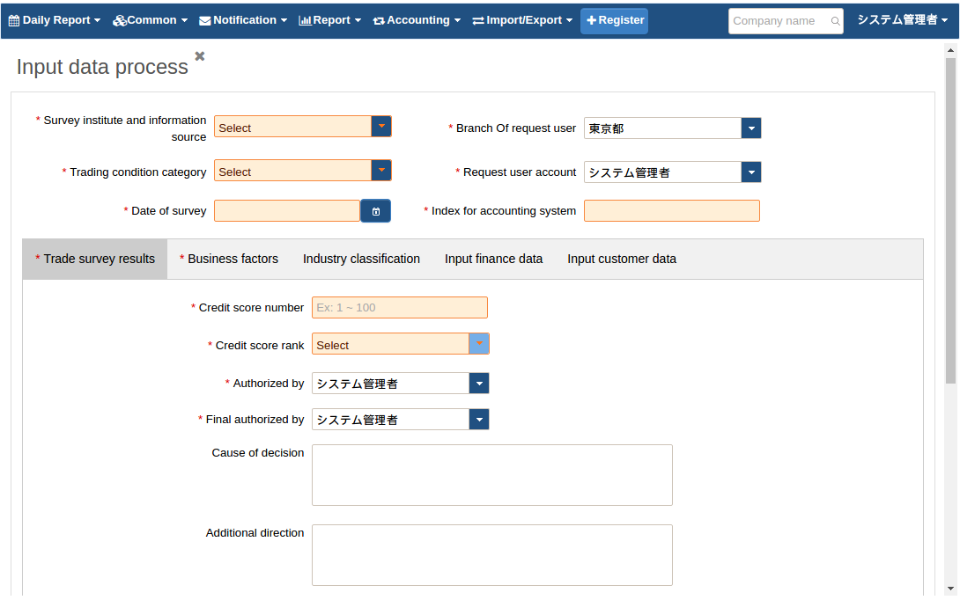 Daily Report Common Notification Report Accounting Import/Export Register Company name システム管理者
Input data process
* Survey institute and information source Select * Branch Of request user 東京都
* Trading condition category Select * Request user account システム管理者
* Date of survey * Index for accounting system
* Trade survey results * Business factors Industry classification Input finance data Input customer data
* Credit score number Ex: 1 ~ 100
* Credit score rank Select
* Authorized by システム管理者
* Final authorized by システム管理者
Cause of decision
Additional direction